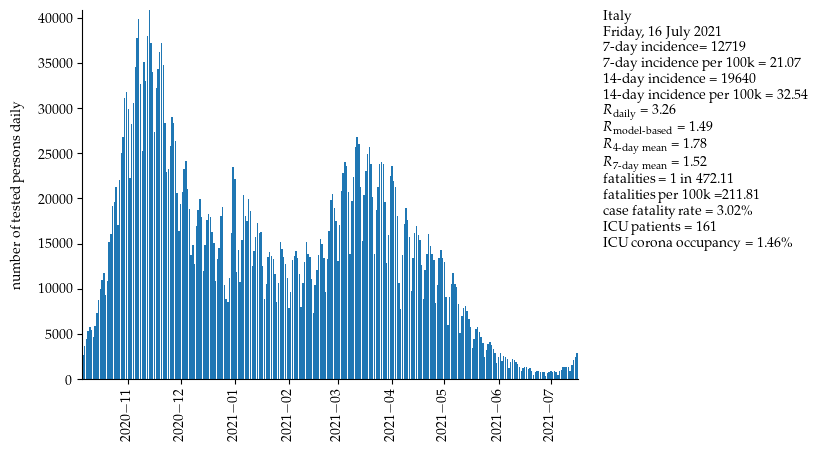 40000
35000
30000
25000
20000
15000
10000
5000
0
number of tested persons daily
2020−11
2020−12
2021−01
2021−02
2021−03
2021−04
2021−05
2021−06
2021−07
Italy
Friday, 16 July 2021
7-day incidence= 12719
7-day incidence per 100k = 21.07
14-day incidence = 19640
14-day incidence per 100k = 32.54
Rdaily = 3.26
Rmodel-based = 1.49
R4-day mean = 1.78
R7-day mean = 1.52
fatalities = 1 in 472.11
fatalities per 100k =211.81
case fatality rate = 3.02%
ICU patients = 161
ICU corona occupancy = 1.46%